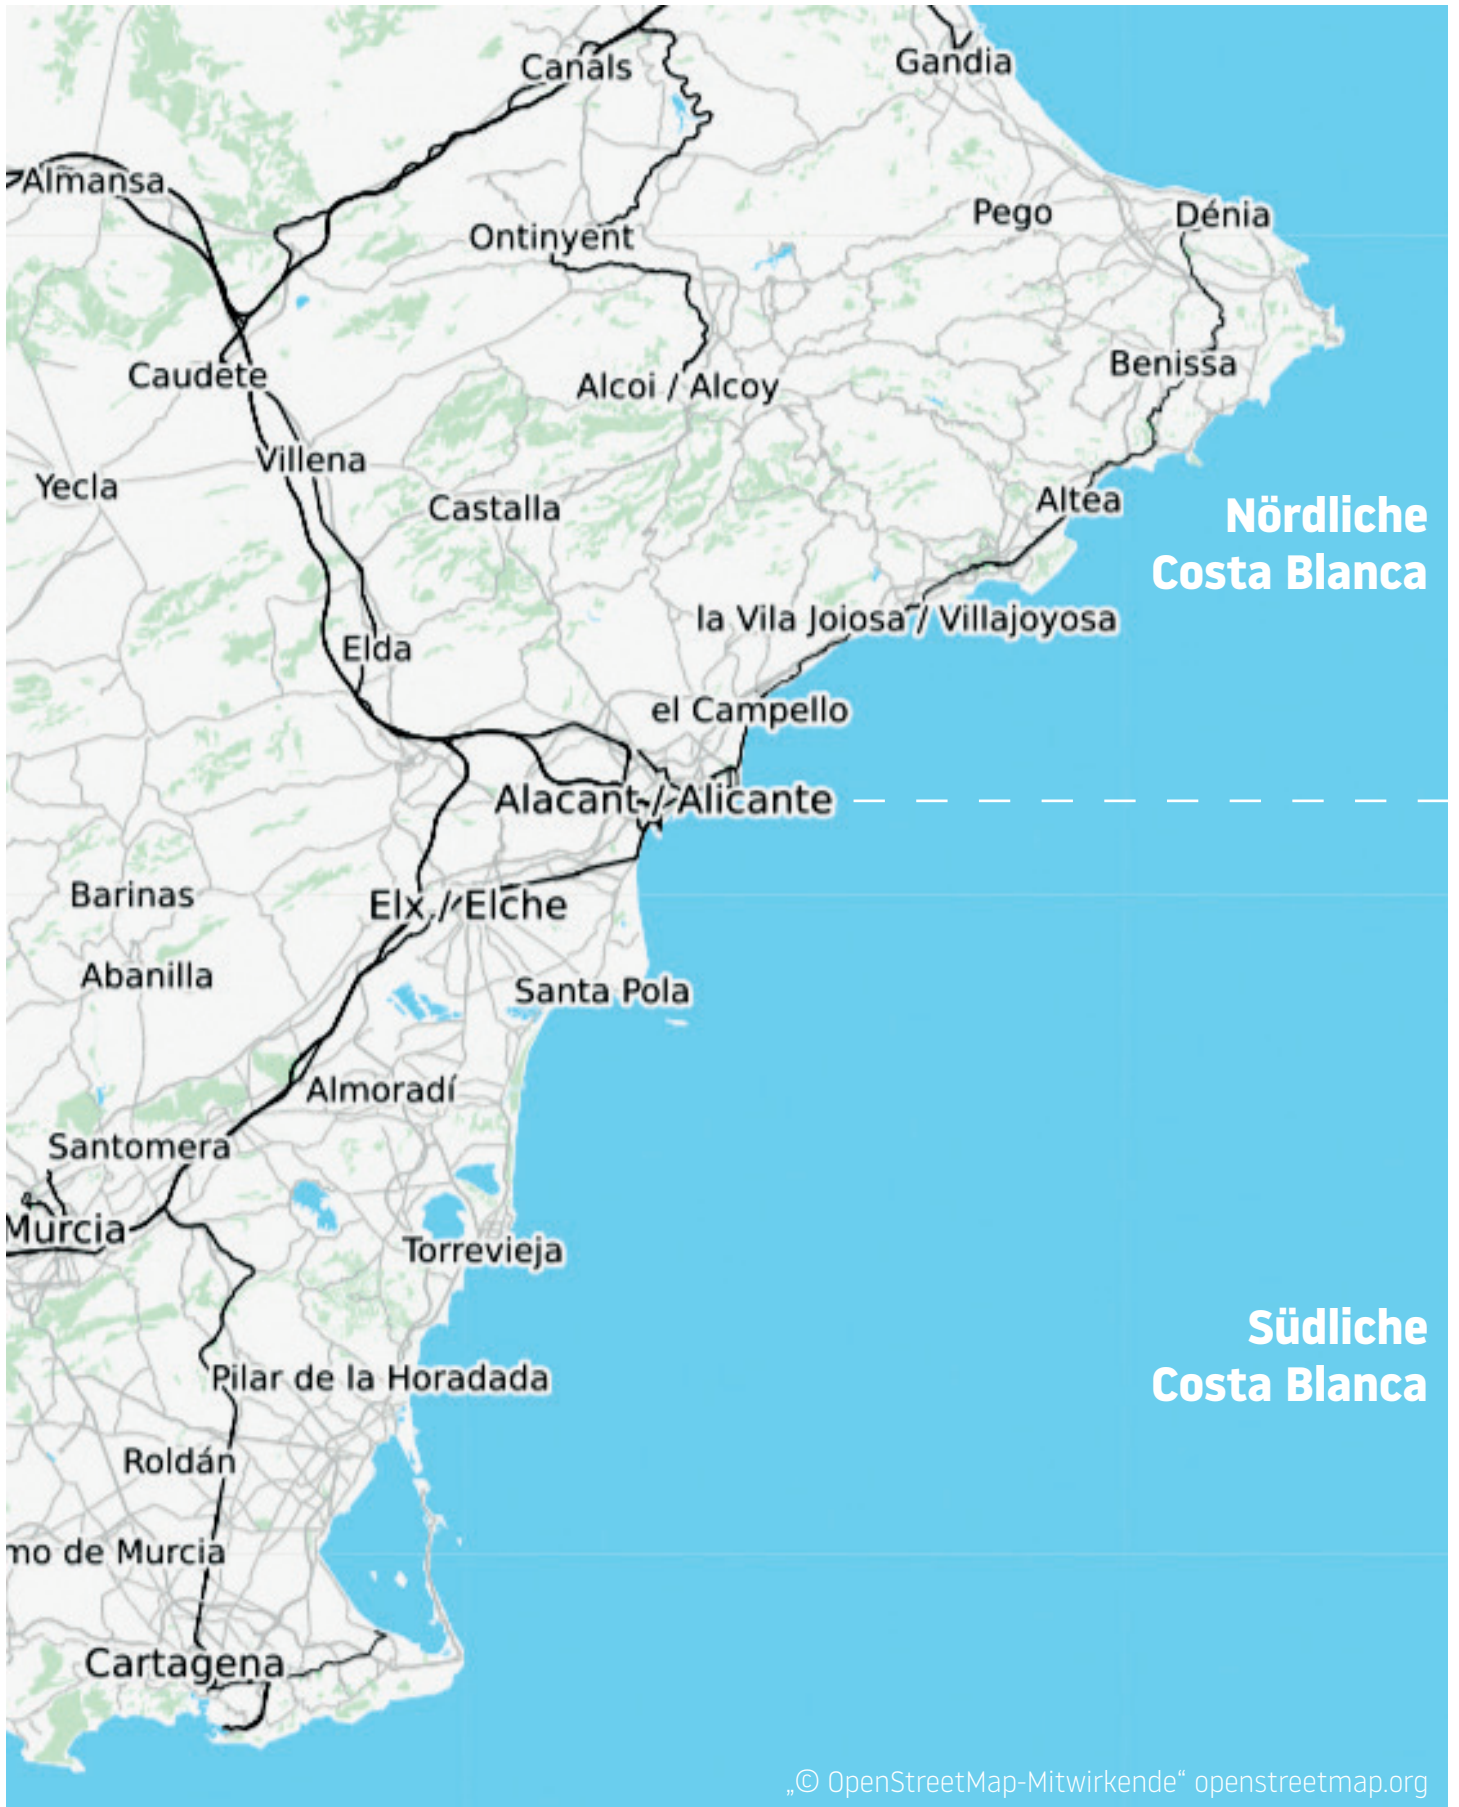 Canals
Gandia
Almansa
Pego
Dénia
Ontinyent
Benissa
Caudete
Alcoi / Alcoy
Villena
Yecla
Castalla
Altea
Nördliche
Costa Blanca
la Vila Joiosa / Villajoyosa
Elda
el Campello
Alacant / Alicante
Barinas
Elx / Elche
Abanilla
Santa Pola
Almoradí
Santomera
Murcia
Torrevieja
Südliche
Costa Blanca
Pilar de la Horadada
Roldán
mo de Murcia
Cartagena
„© OpenStreetMap-Mitwirkende“ openstreetmap.org